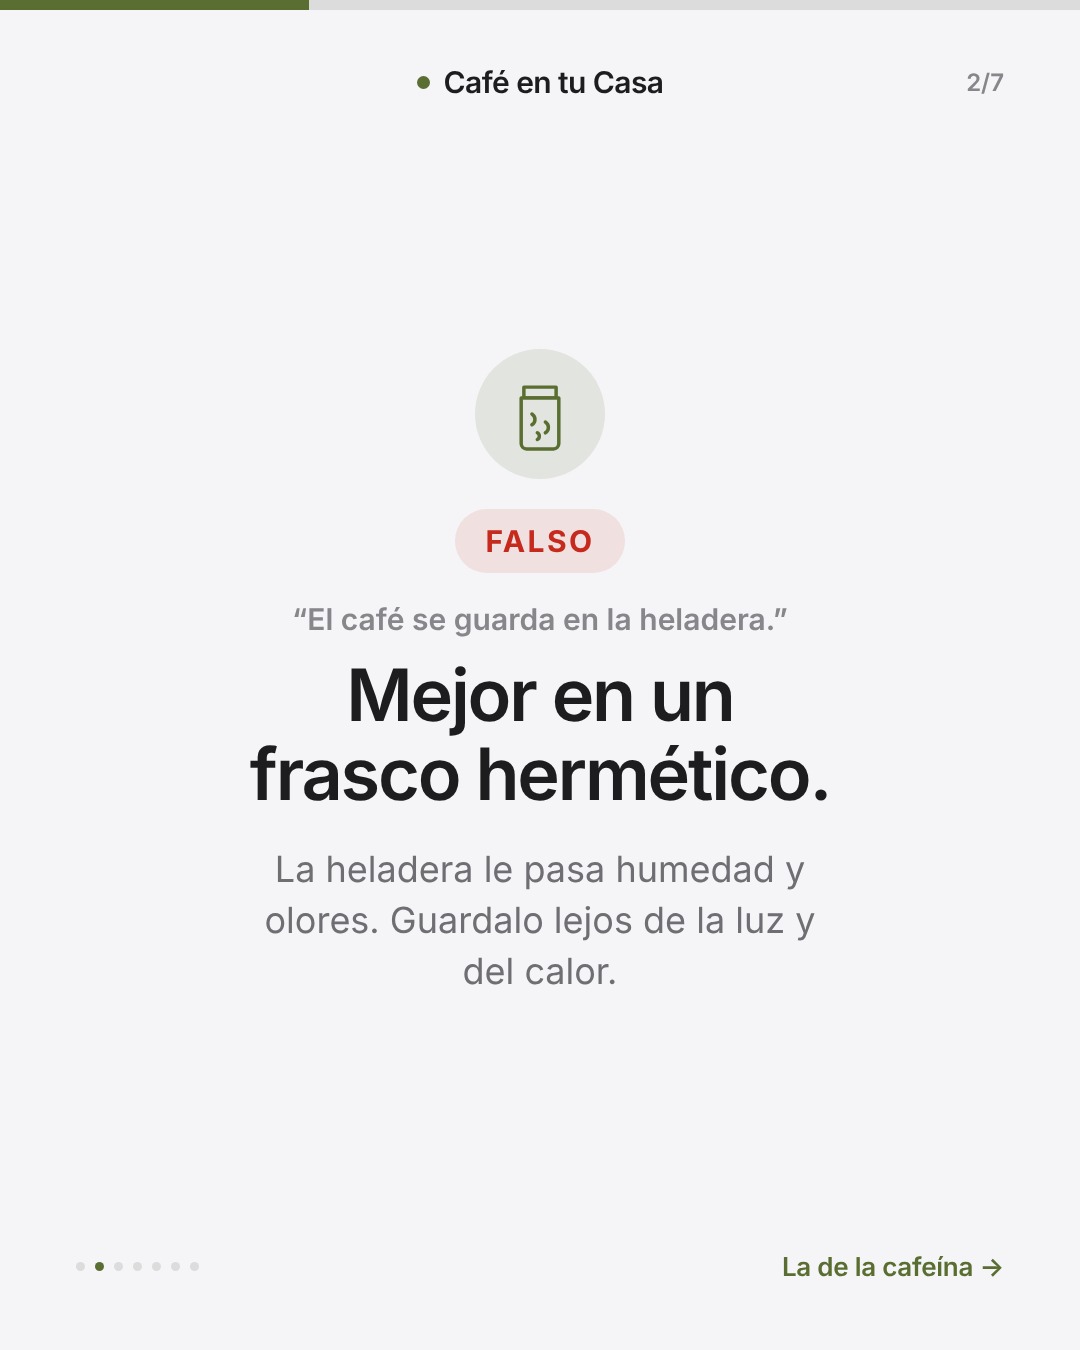 Café en tu Casa
2/7
FALSO
“El café se guarda en la heladera.”
Mejor en un
frasco hermético.
La heladera le pasa humedad y
olores. Guardalo lejos de la luz y
del calor.
La de la cafeína →